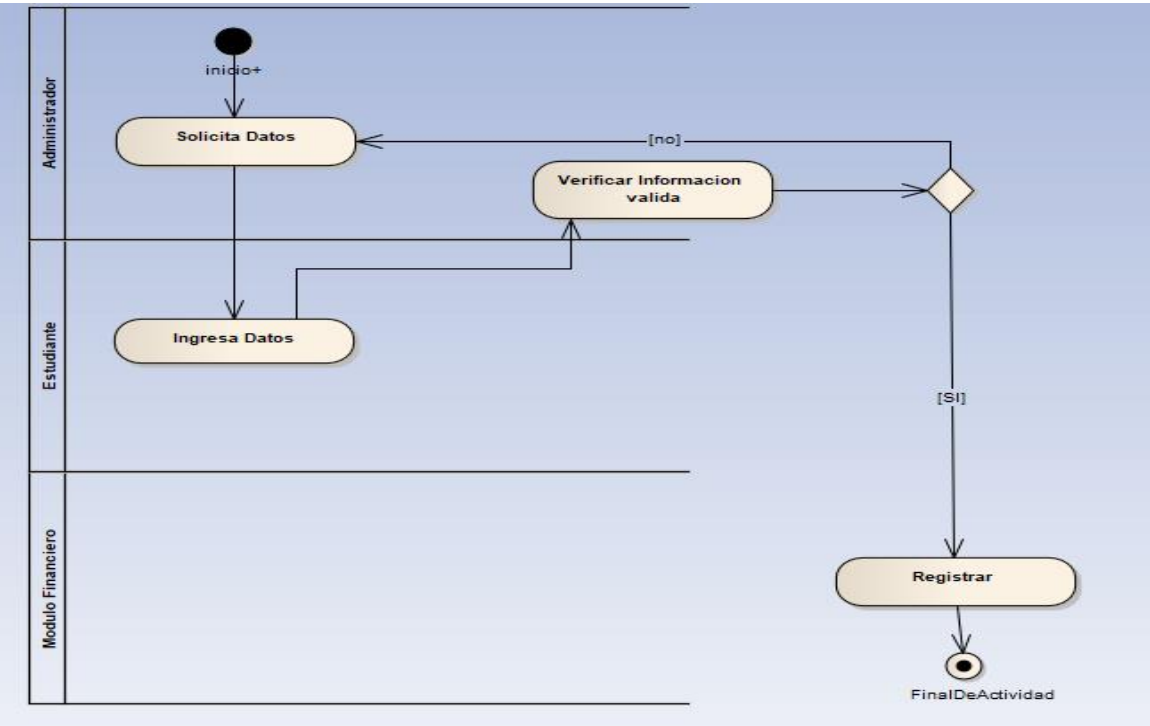 Administrador
inicio+
Solicita Datos
[no]
Verificar Informacion
valida
Estudiante
Ingresa Datos
[SI]
Modulo Financiero
Registrar
FinalDeActividad